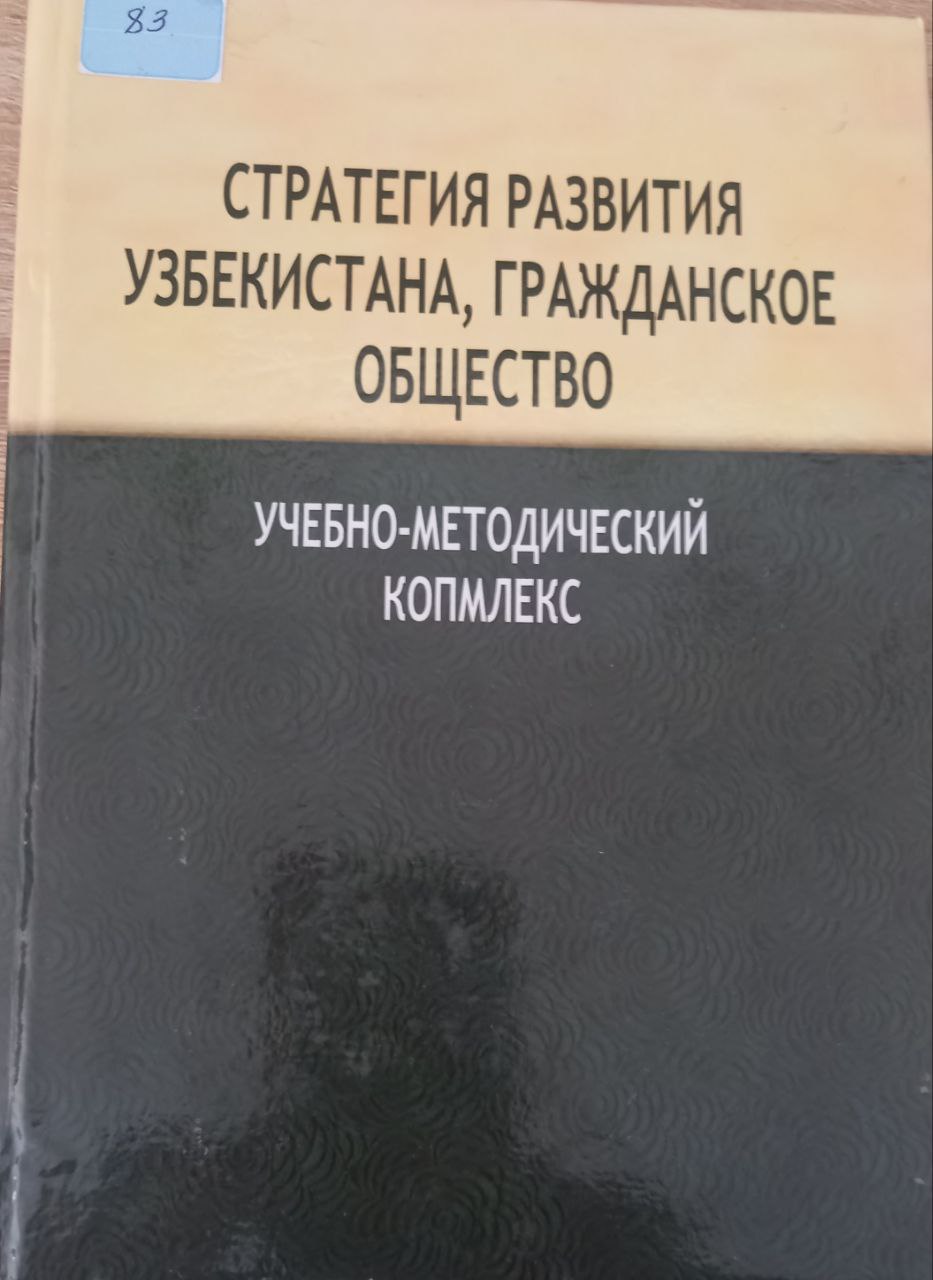 83
СТРАТЕГИЯ РАЗВИТИЯ
УЗБЕКИСТАНА, ГРАЖДАНСКОЕ
ОБЩЕСТВО
УЧЕБНО-МЕТОДИЧЕСКИЙ
КОПМЛЕКС